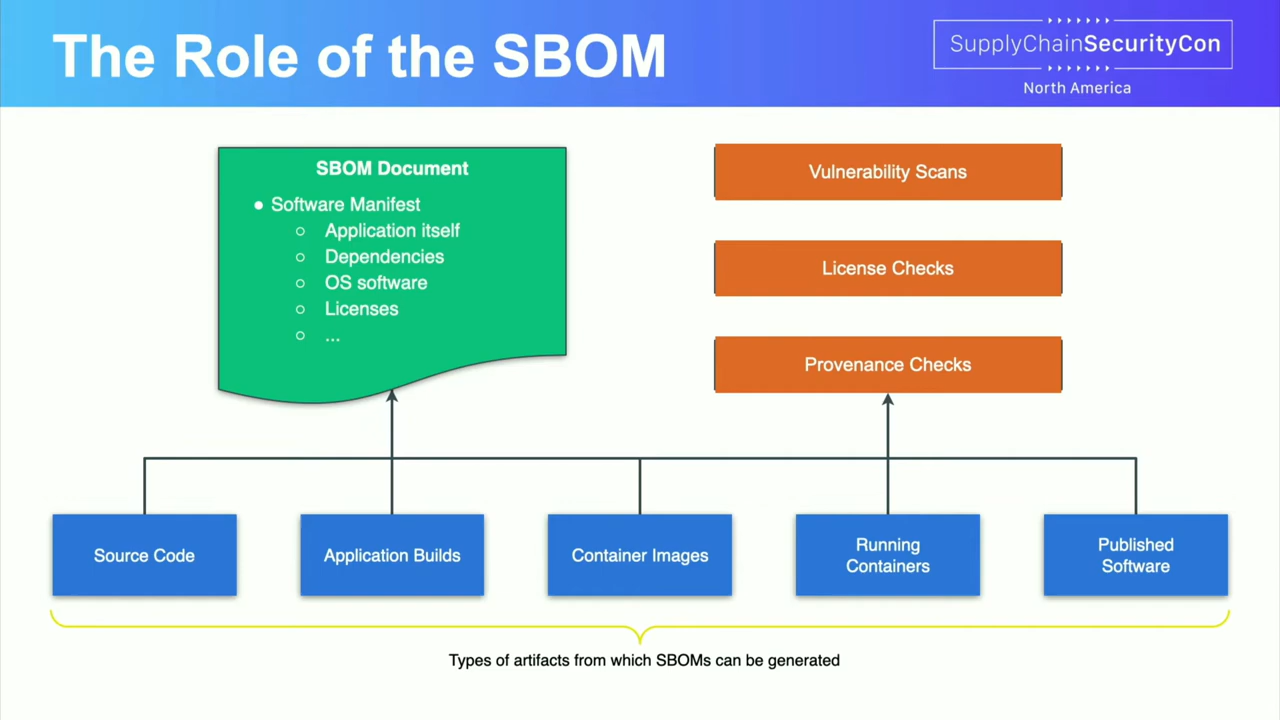 The Role of the SBOM
SupplyChainSecurityCon
North America
SBOM Document
● Software Manifest
○ Application itself
○ Dependencies
○ OS software
○ Licenses
○ ...
Vulnerability Scans
License Checks
Provenance Checks
Source Code
Application Builds
Container Images
Running
Containers
Published
Software
Types of artifacts from which SBOMs can be generated